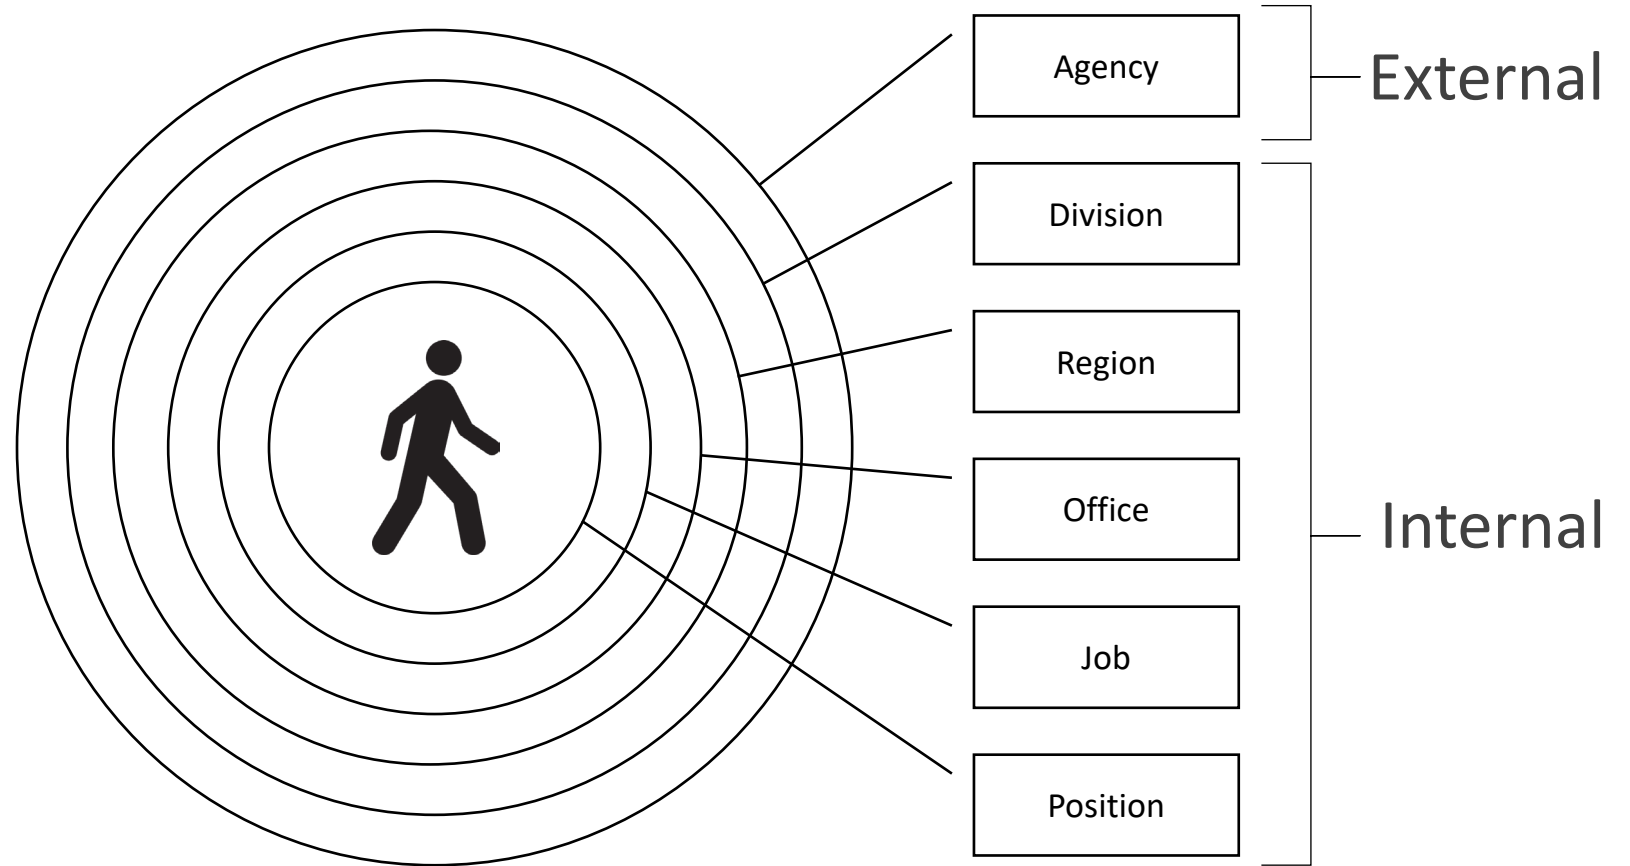 Agency
External
Division
Region
Office
Internal
Job
Position